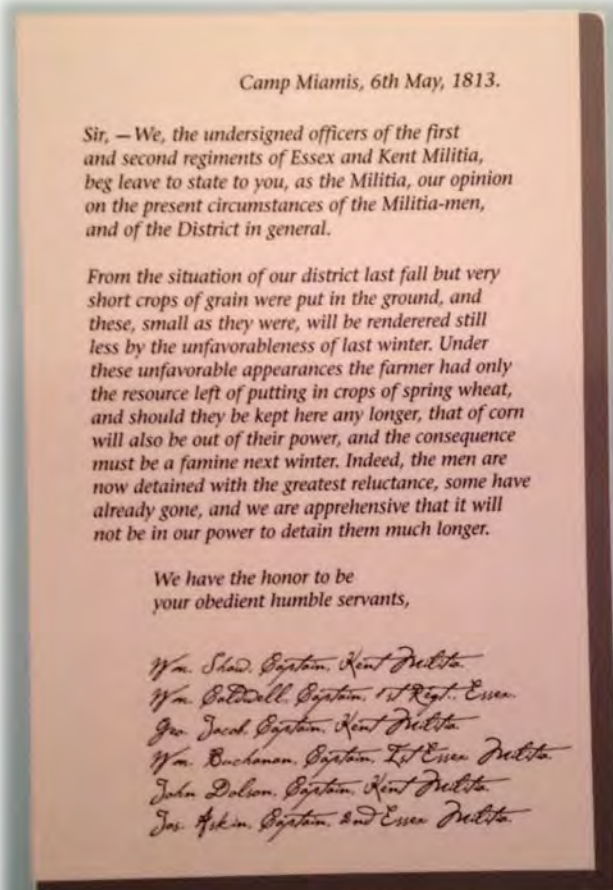 Camp Miamis, 6th May, 1813.
Sir, — We, the undersigned officers of the first
and second regiments of Essex and Kent Militia,
beg leave to state to you, as the Militia, our opinion
on the present circumstances of the Militia-men,
and of the District in general.
From the situation of our district last fall but very
short crops of grain were put in the ground, and
these, small as they were, will be renderered still
less by the unfavorableness of last winter. Under
these unfavorable appearances the farmer had only
the resource left of putting in crops of spring wheat,
and should they be kept here any longer, that of corn
will also be out of their power, and the consequence
must be a famine next winter. Indeed, the men are
now detained with the greatest reluctance, some have
already gone, and we are apprehensive that it will
not be in our power to detain them much longer.
We have the honor to be
your obedient humble servants,
Wm. Shaw, Captain, Kent Militia.
Wm. Caldwell, Captain, 1st Regt., Essex.
Geo. Jacob, Captain, Kent Militia.
Wm. Buchanan, Captain, Ist Essex Militia.
John Dolson, Captain, Kent Militia.
Jas. Askin, Captain, 2nd Essex Militia.